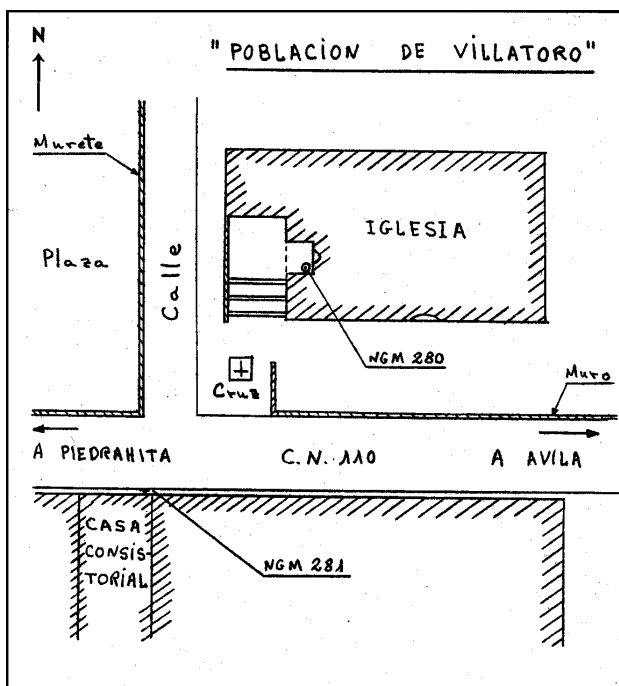 N
"POBLACION DE VILLATORO"
Murete
Plaza
Calle
IGLESIA
NGM 280
Cruz
Muro
A PIEDRAHITA
C.N. 110
A AVILA
CASA
CONSIS-
TORIAL
NGM 281